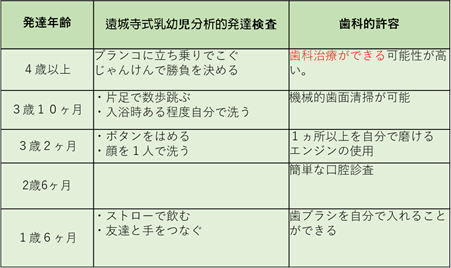 発達年齢
遠城寺式乳幼児分析的発達検査
歯科的許容
４歳以上
ブランコに立ち乗りでこぐ
じゃんけんで勝負を決める
歯科治療ができる可能性が高
い。
３歳１０ヶ月
・片足で数歩跳ぶ
・入浴時ある程度自分で洗う
機械的歯面清掃が可能
３歳２ヶ月
・ボタンをはめる
・顔を１人で洗う
１ヵ所以上を自分で磨ける
エンジンの使用
2歳6ヶ月
簡単な口腔診査
１歳６ヶ月
・ストローで飲む
・友達と手をつなぐ
歯ブラシを自分で入れること
ができる